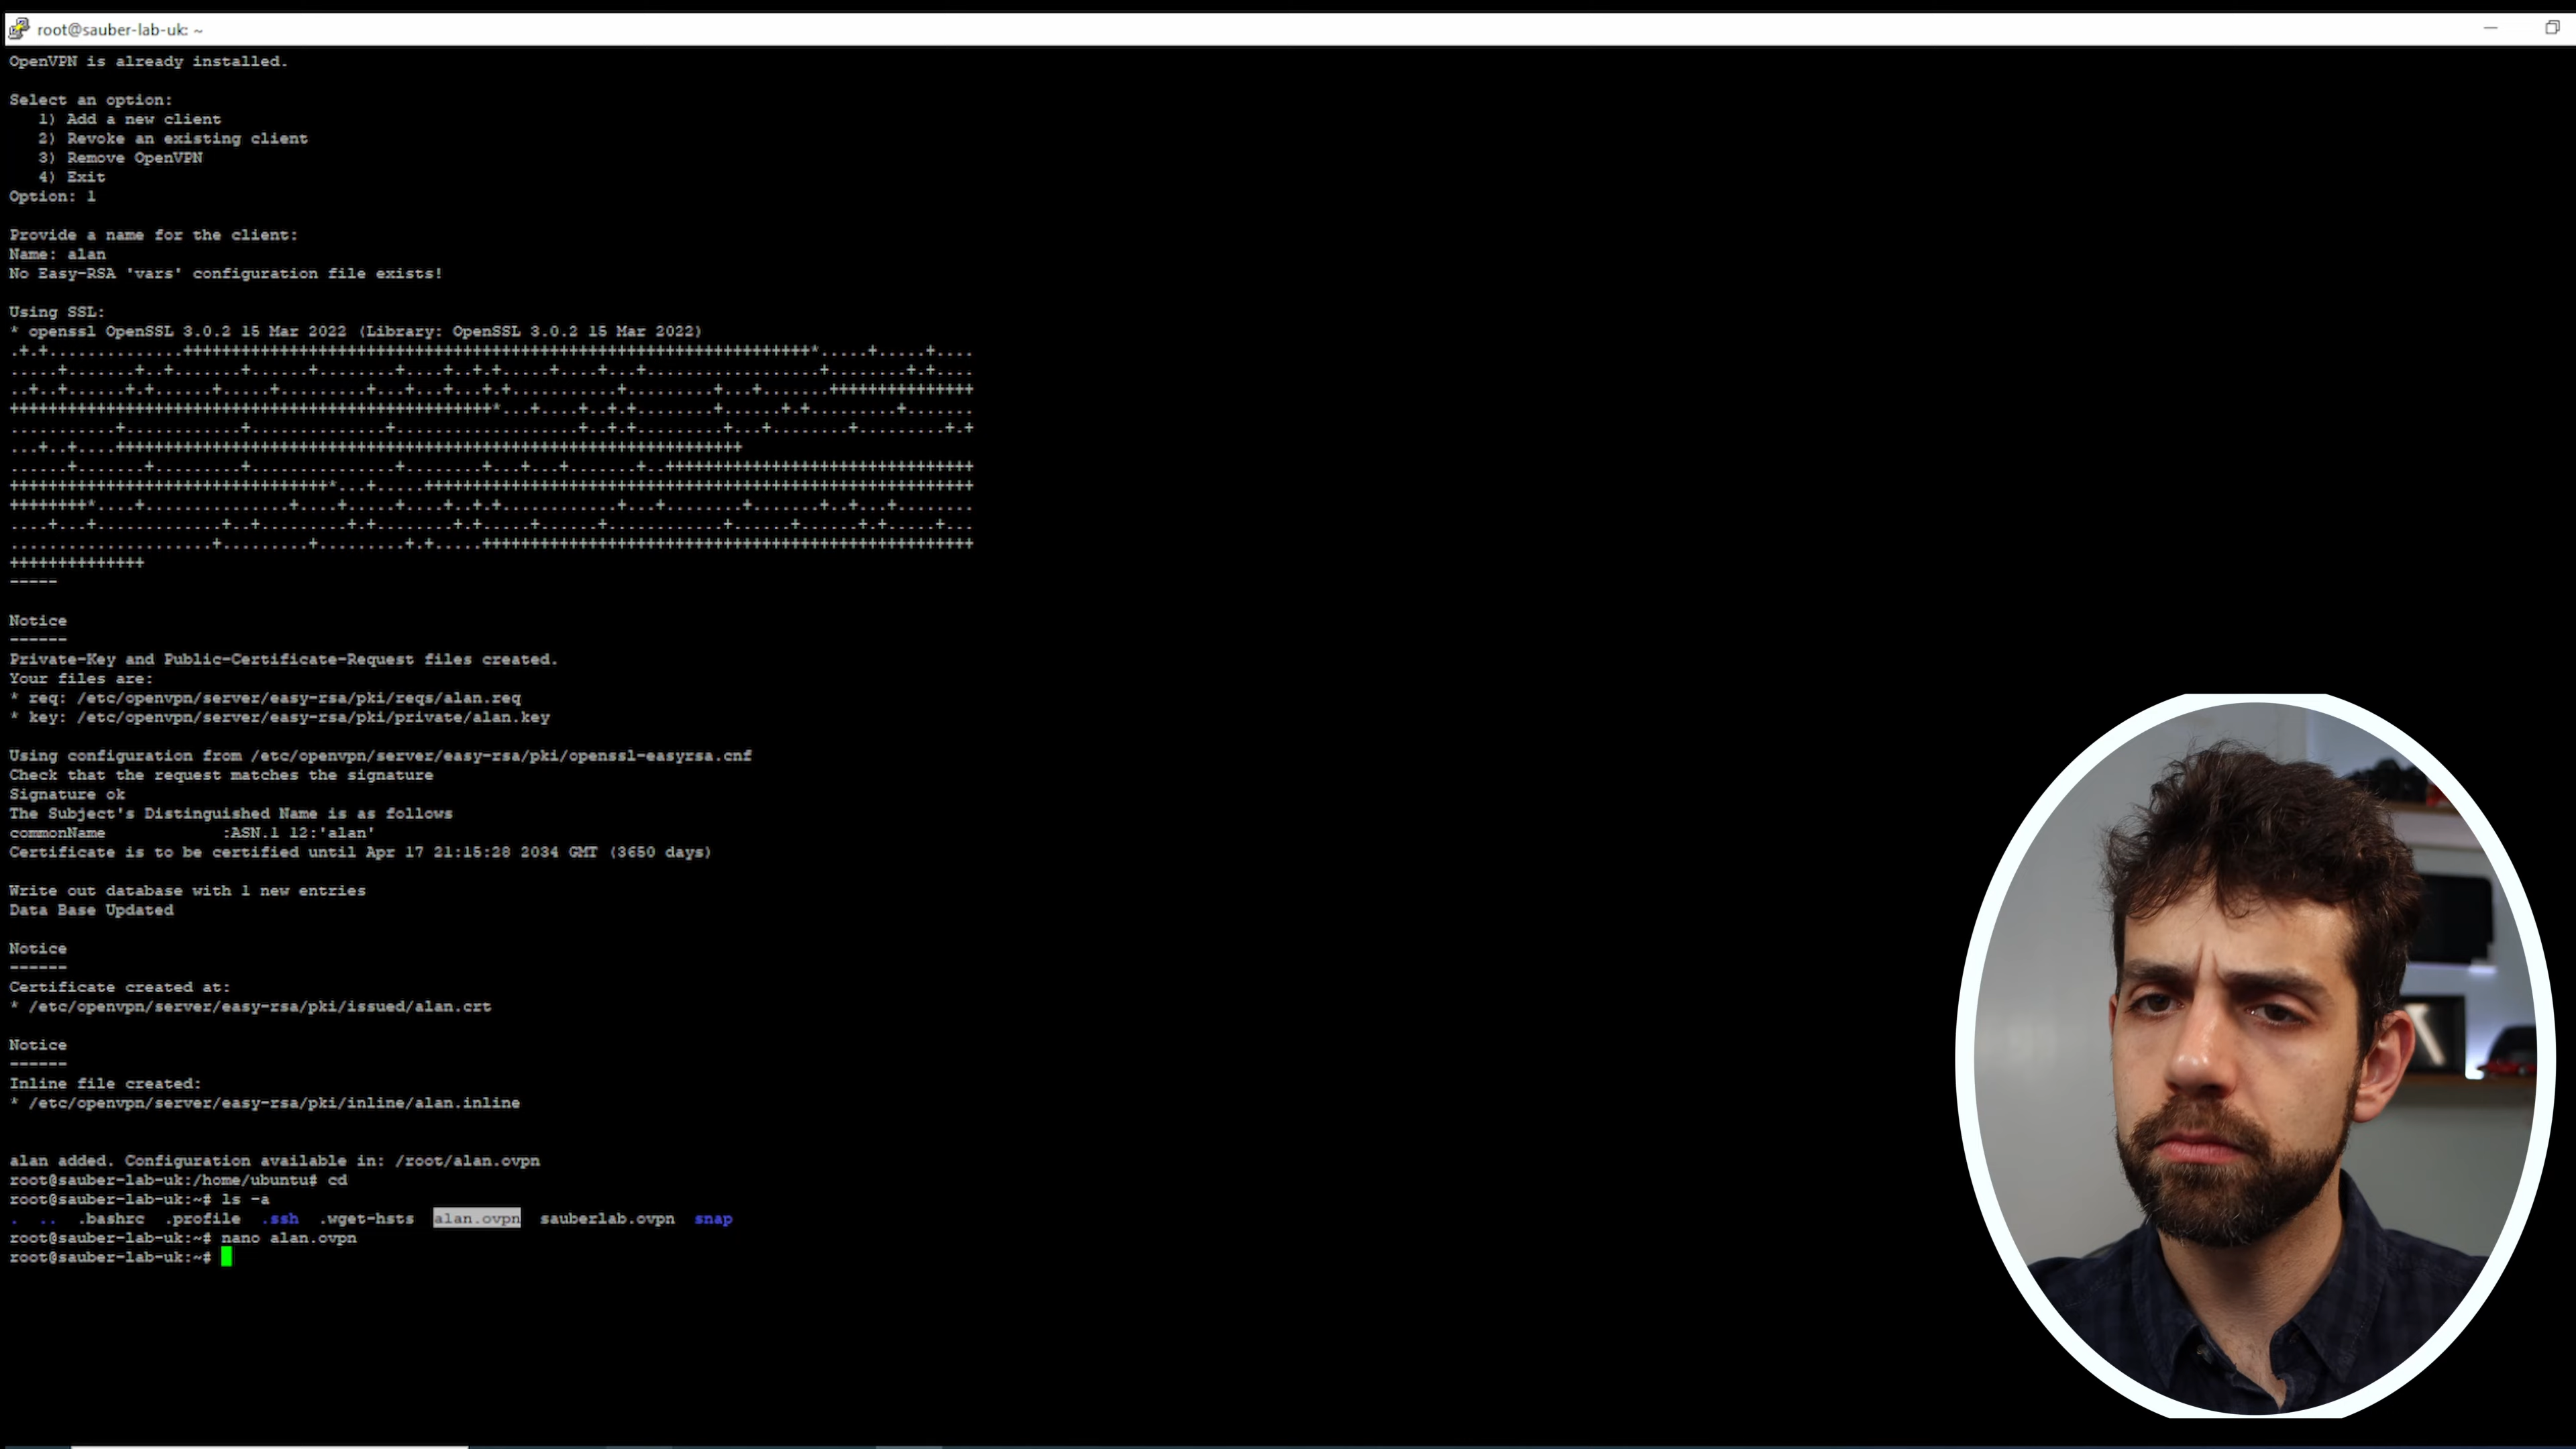 root@sauber-lab-uk: ~
OpenVPN is already installed.
Select an option:
1) Add a new client
2) Revoke an existing client
3) Remove OpenVPN
4) Exit
Option: 1
Provide a name for the client:
Name: alan
No Easy-RSA 'vars' configuration file exists!
Using SSL:
* openssl OpenSSL 3.0.2 15 Mar 2022 (Library: OpenSSL 3.0.2 15 Mar 2022)
-----
Notice
------
Private-Key and Public-Certificate-Request files created.
Your files are:
* req: /etc/openvpn/server/easy-rsa/pki/reqs/alan.req
* key: /etc/openvpn/server/easy-rsa/pki/private/alan.key
Using configuration from /etc/openvpn/server/easy-rsa/pki/openssl-easyrsa.cnf
Check that the request matches the signature
Signature ok
The Subject's Distinguished Name is as follows
commonName            :ASN.1 12:'alan'
Certificate is to be certified until Apr 17 21:15:28 2034 GMT (3650 days)
Write out database with 1 new entries
Data Base Updated
Notice
------
Certificate created at:
* /etc/openvpn/server/easy-rsa/pki/issued/alan.crt
Notice
------
Inline file created:
* /etc/openvpn/server/easy-rsa/pki/inline/alan.inline
alan added. Configuration available in: /root/alan.ovpn
root@sauber-lab-uk:/home/ubuntu# cd
root@sauber-lab-uk:~# ls -a
.  ..  .bashrc  .profile  .ssh  .wget-hsts  alan.ovpn  sauberlab.ovpn  snap
root@sauber-lab-uk:~# nano alan.ovpn
root@sauber-lab-uk:~#